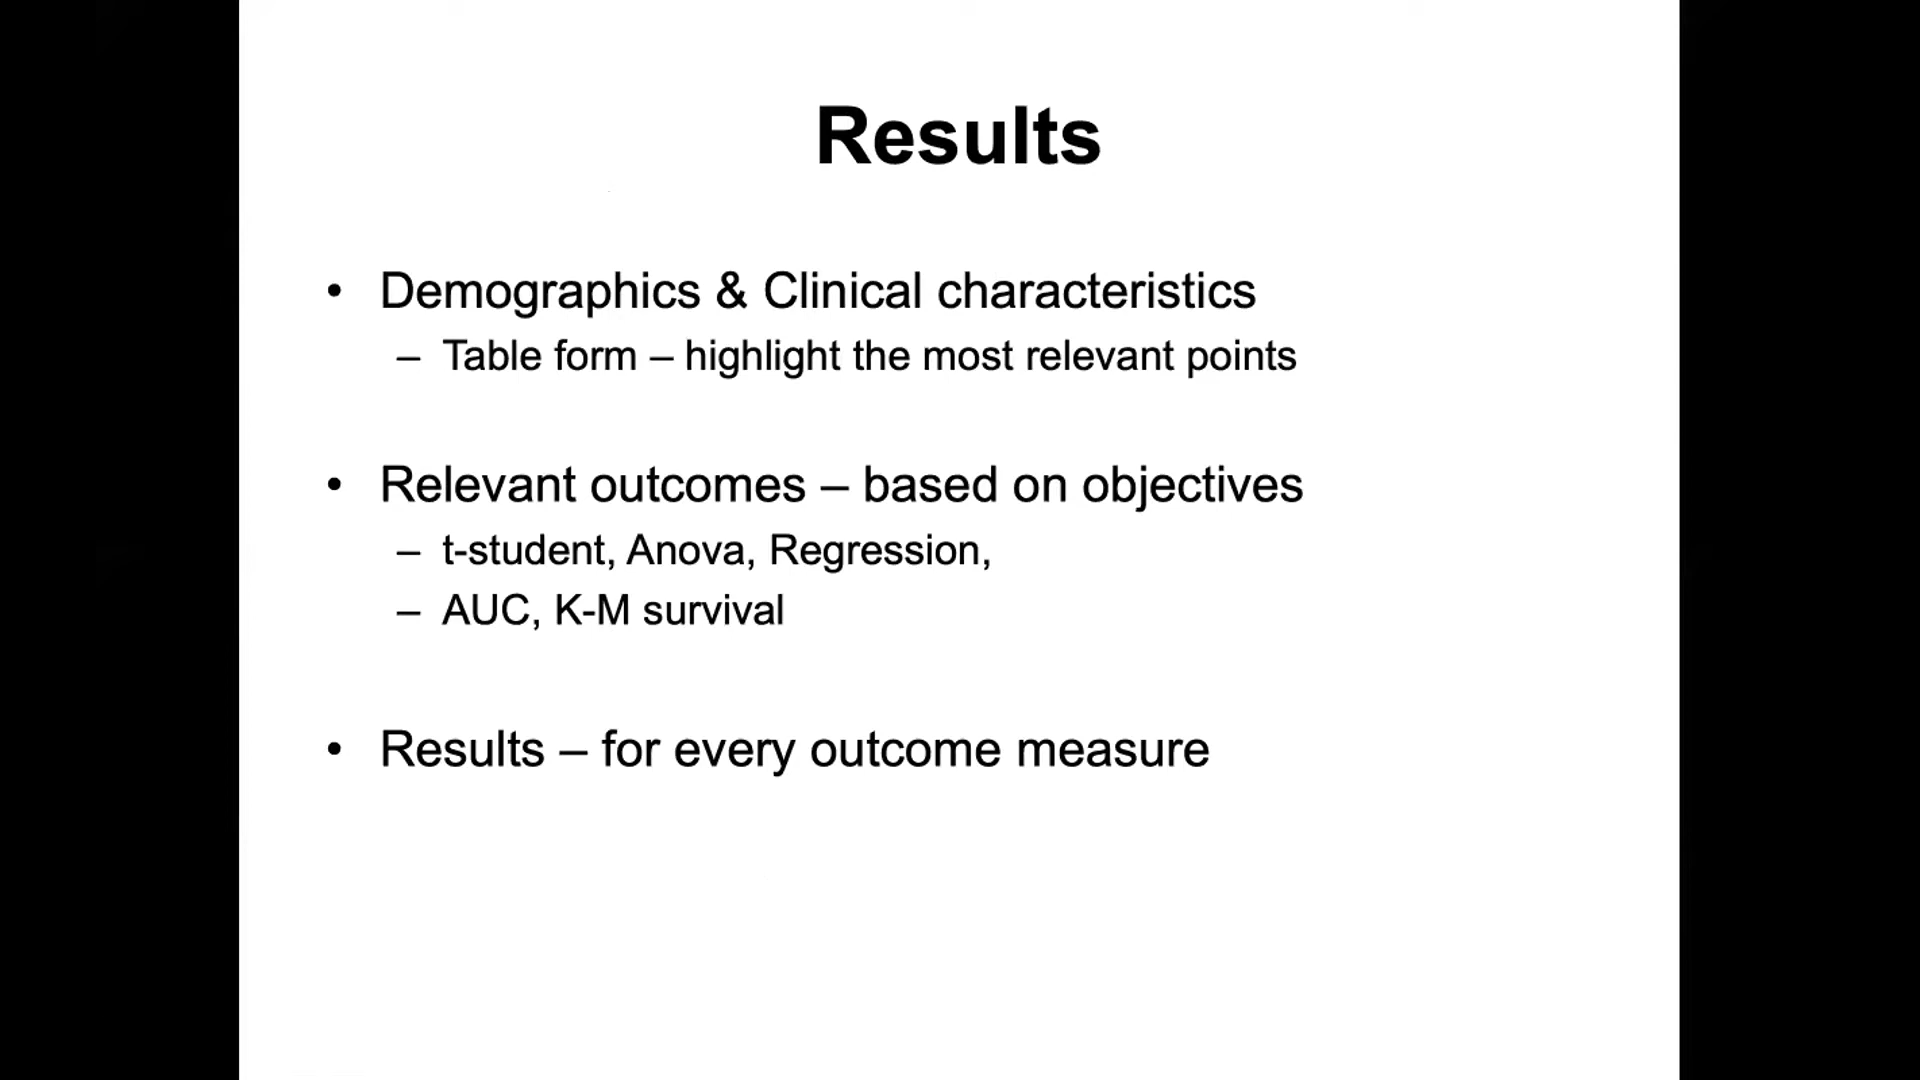 Results
• Demographics & Clinical characteristics
– Table form – highlight the most relevant points
• Relevant outcomes – based on objectives
– t-student, Anova, Regression,
– AUC, K-M survival
• Results – for every outcome measure